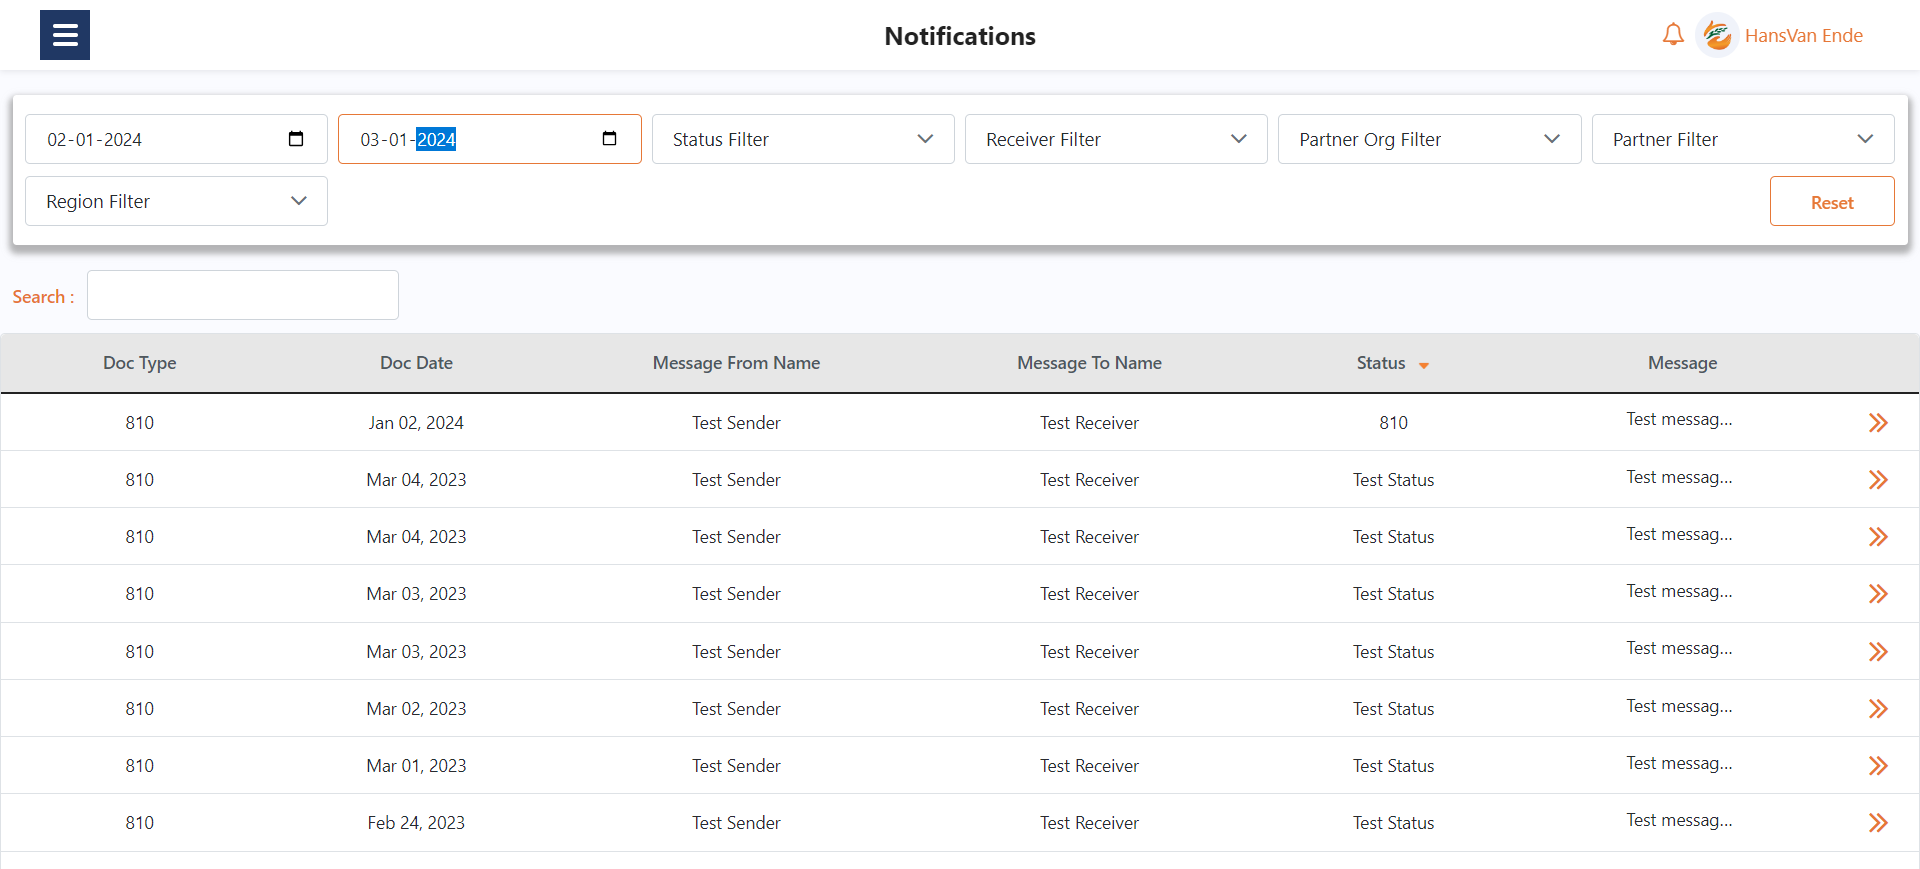 Notifications
HansVan Ende
02-01-2024
03-01-2024
Status Filter
Receiver Filter
Partner Org Filter
Partner Filter
Region Filter
Reset
Search :
Doc Type Doc Date Message From Name Message To Name Status Message
810 Jan 02, 2024 Test Sender Test Receiver 810 Test messag...
810 Mar 04, 2023 Test Sender Test Receiver Test Status Test messag...
810 Mar 04, 2023 Test Sender Test Receiver Test Status Test messag...
810 Mar 03, 2023 Test Sender Test Receiver Test Status Test messag...
810 Mar 03, 2023 Test Sender Test Receiver Test Status Test messag...
810 Mar 02, 2023 Test Sender Test Receiver Test Status Test messag...
810 Mar 01, 2023 Test Sender Test Receiver Test Status Test messag...
810 Feb 24, 2023 Test Sender Test Receiver Test Status Test messag...